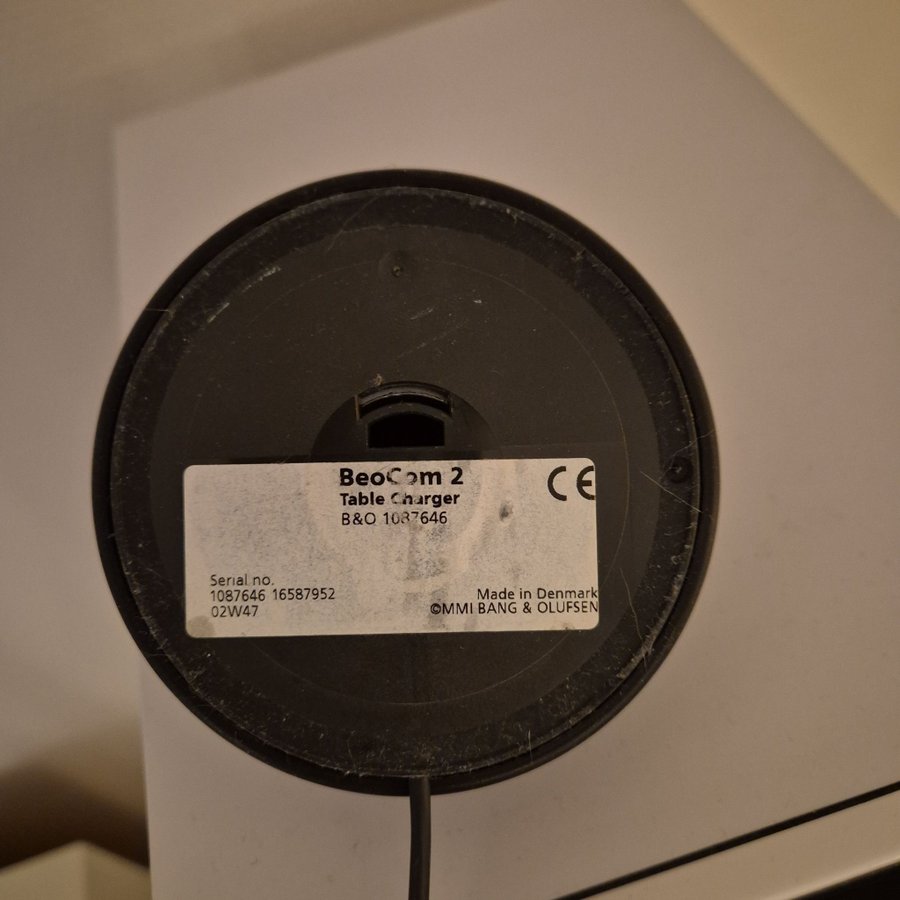 BeoCom 2
Table Charger
B&O 1087646
CE
Serial no.
1087646 16587952
02W47
Made in Denmark
©MMI BANG & OLUFSEN